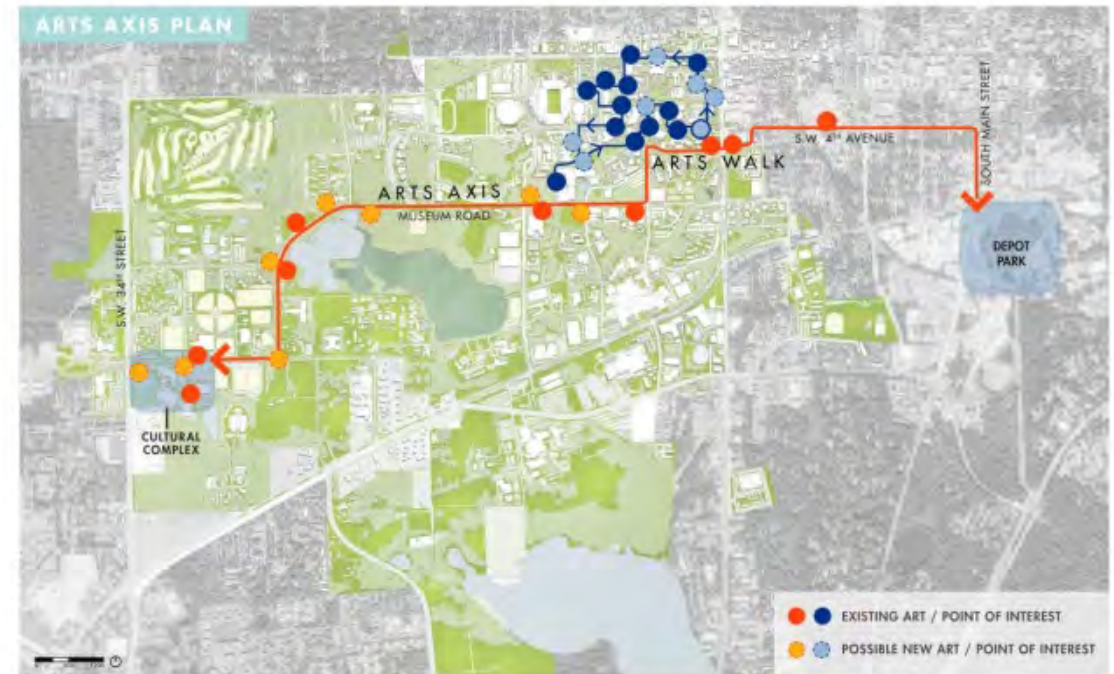 ARTS AXIS PLAN
SOUTH MAIN STREET
S.W. 4TH AVENUE
ARTS WALK
ARTS AXIS
MUSEUM ROAD
S.W. 34TH STREET
DEPOT
PARK
CULTURAL
COMPLEX
EXISTING ART / POINT OF INTEREST
POSSIBLE NEW ART / POINT OF INTEREST